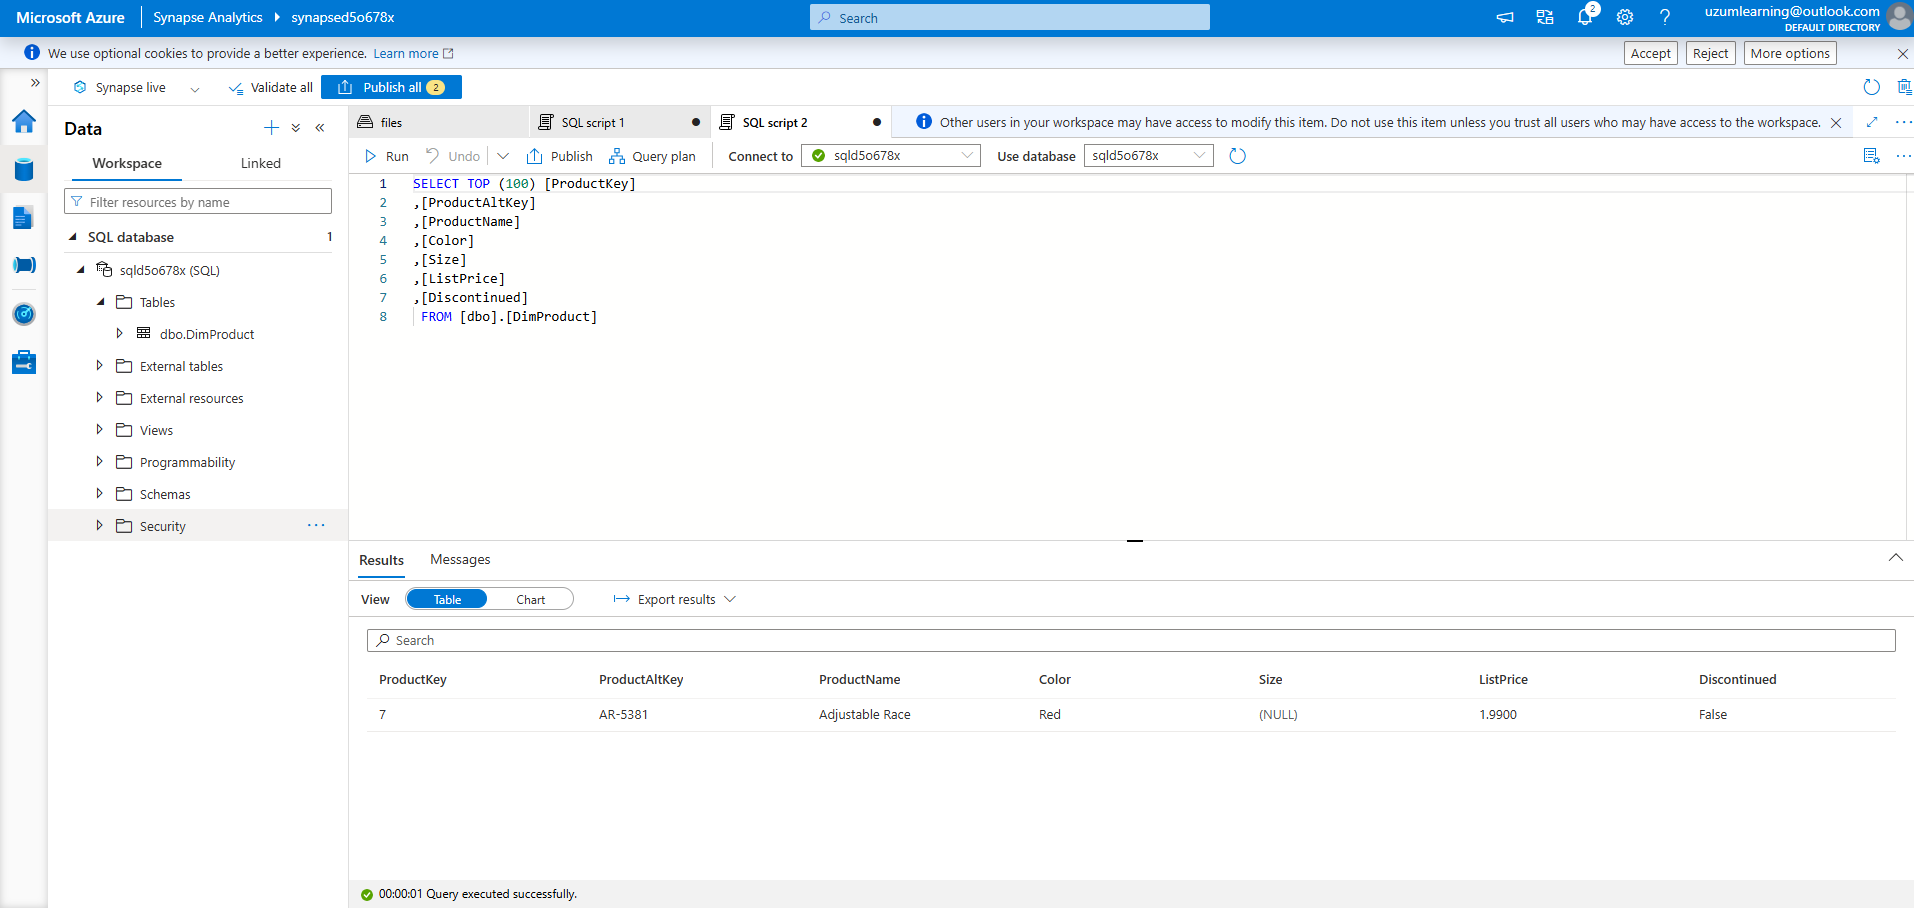 Microsoft Azure
Synapse Analytics
synapsed5o678x
Search
2
uzumlearning@outlook.com
DEFAULT DIRECTORY
We use optional cookies to provide a better experience. Learn more
Accept
Reject
More options
Synapse live
Validate all
Publish all 2
Data
Workspace
Linked
Filter resources by name
SQL database
1
sqld5o678x (SQL)
Tables
dbo.DimProduct
External tables
External resources
Views
Programmability
Schemas
Security
files
SQL script 1
SQL script 2
Other users in your workspace may have access to modify this item. Do not use this item unless you trust all users who may have access to the workspace.
Run
Undo
Publish
Query plan
Connect to
sqld5o678x
Use database
sqld5o678x
1 SELECT TOP (100) [ProductKey]
2 ,[ProductAltKey]
3 ,[ProductName]
4 ,[Color]
5 ,[Size]
6 ,[ListPrice]
7 ,[Discontinued]
8 FROM [dbo].[DimProduct]
Results
Messages
View
Table
Chart
Export results
Search
ProductKey ProductAltKey ProductName Color Size ListPrice Discontinued
7 AR-5381 Adjustable Race Red (NULL) 1.9900 False
00:00:01 Query executed successfully.